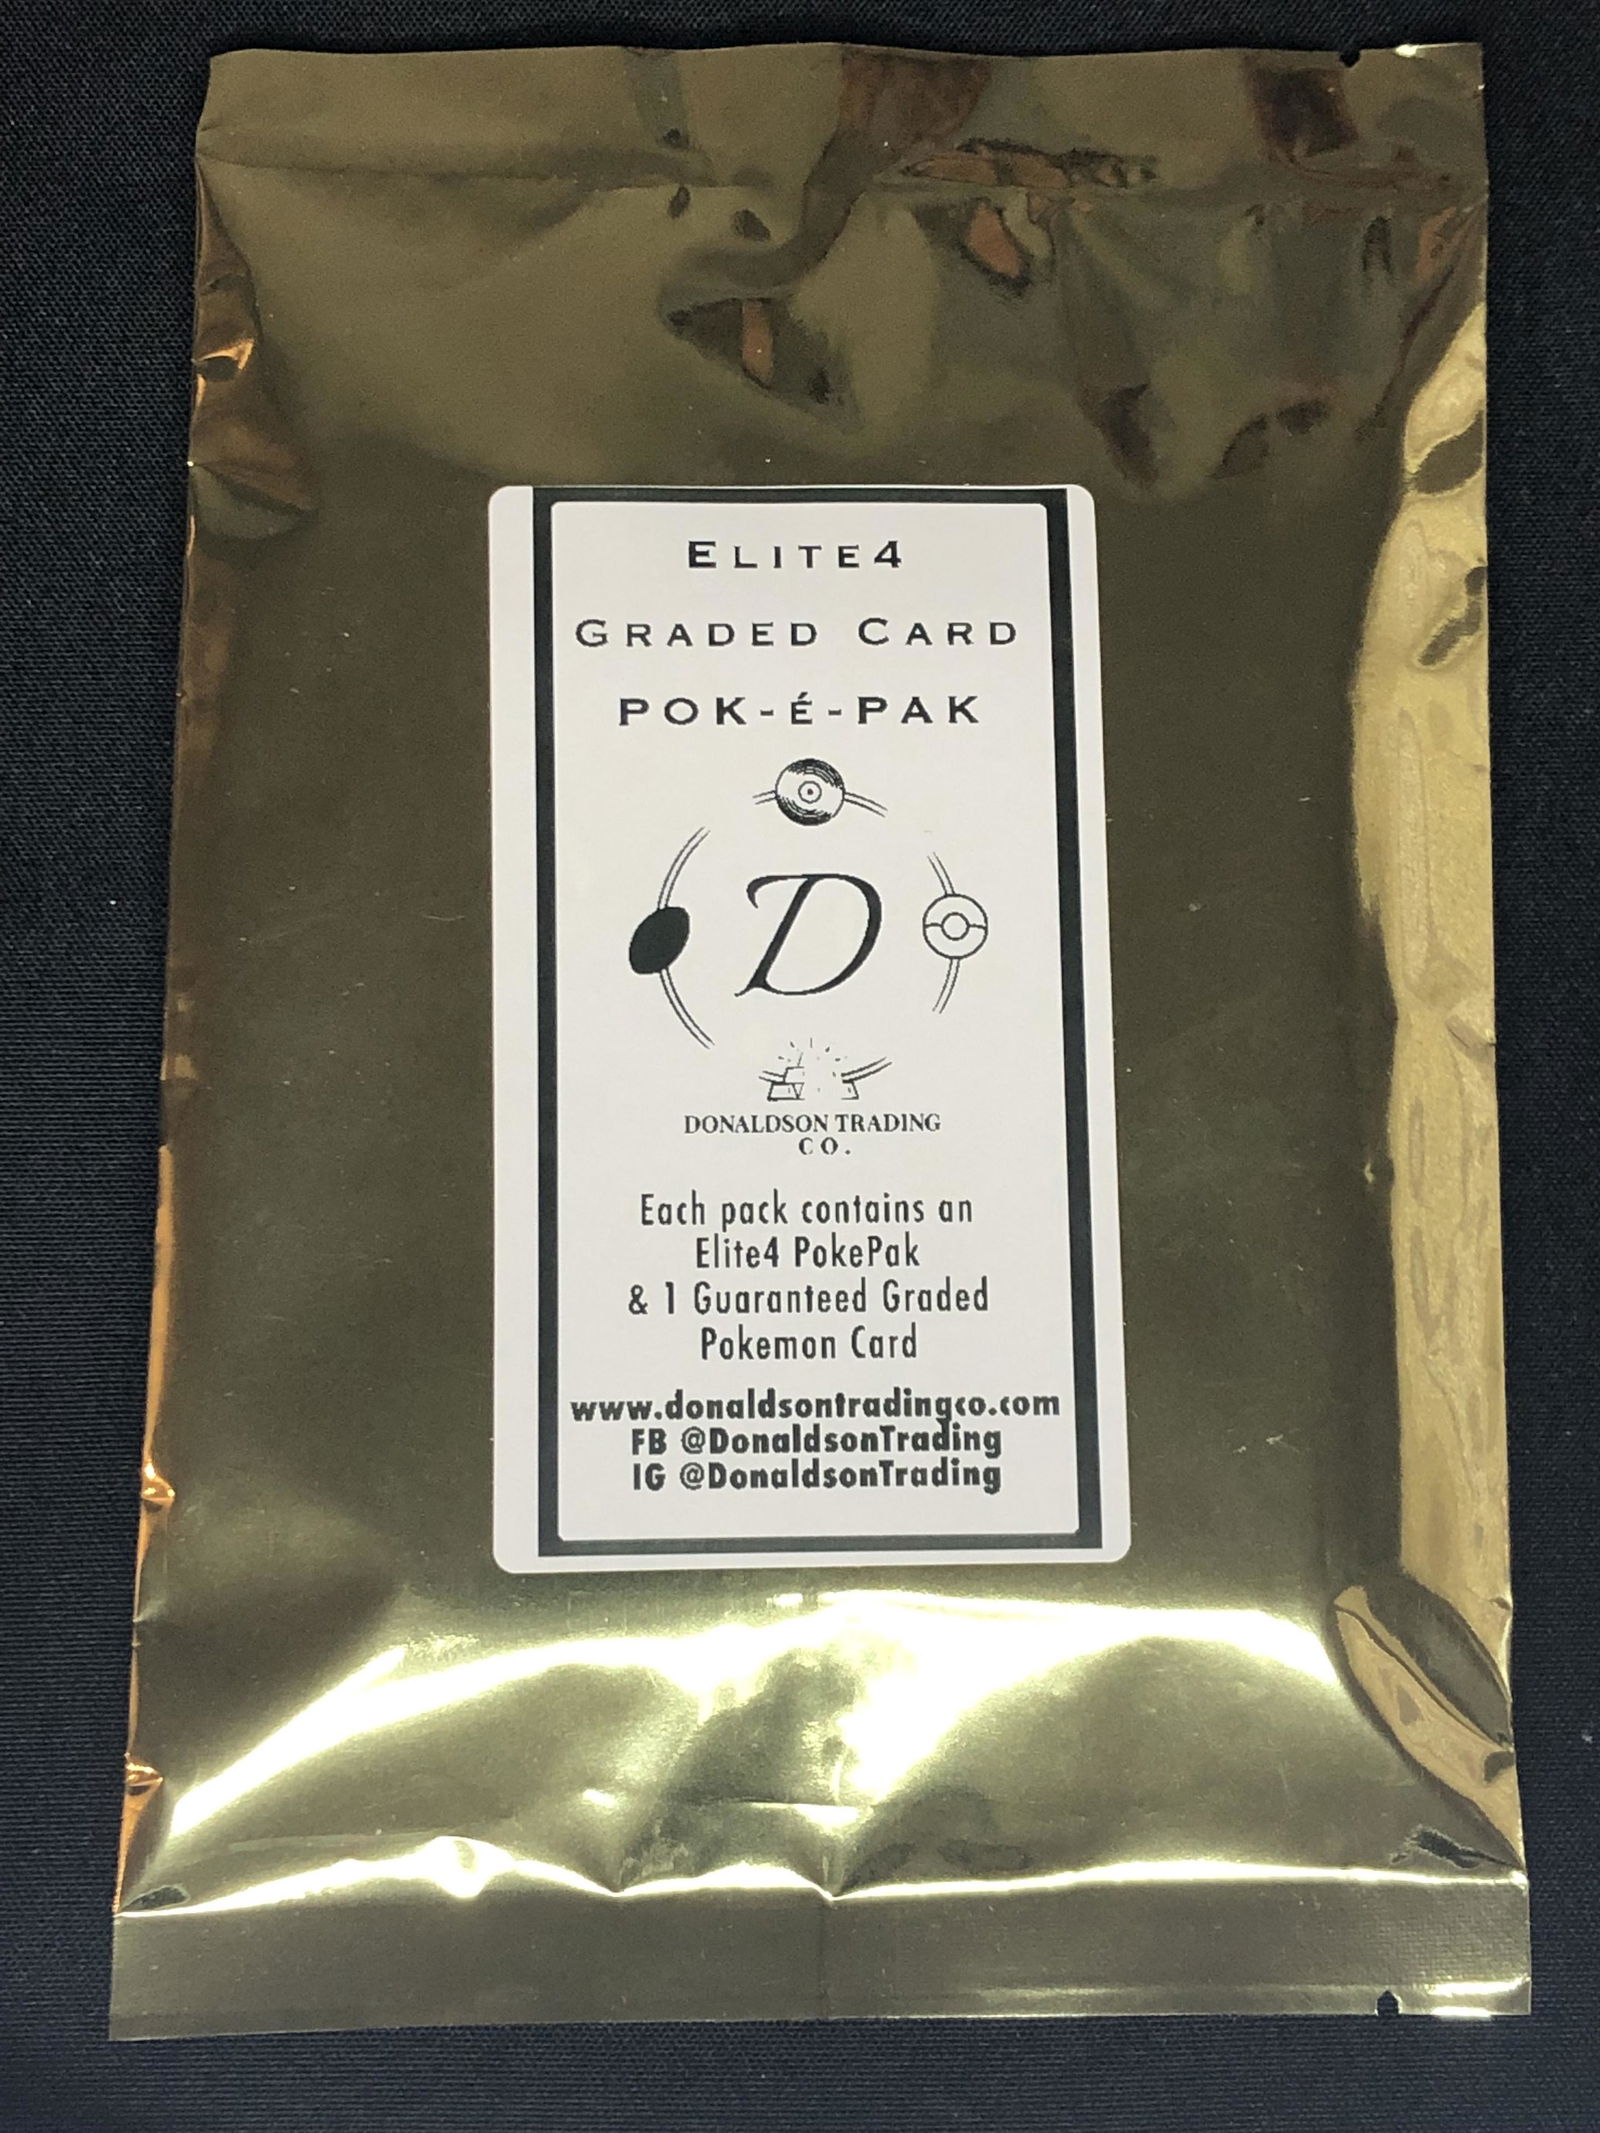 ELITE4
GRADED CARD
POK-É-PAK
D
DONALDSON TRADING
CO.
Each pack contains an
Elite4 PokePak
& 1 Guaranteed Graded
Pokemon Card
www.donaldsontradingco.com
FB @DonaldsonTrading
IG @DonaldsonTrading